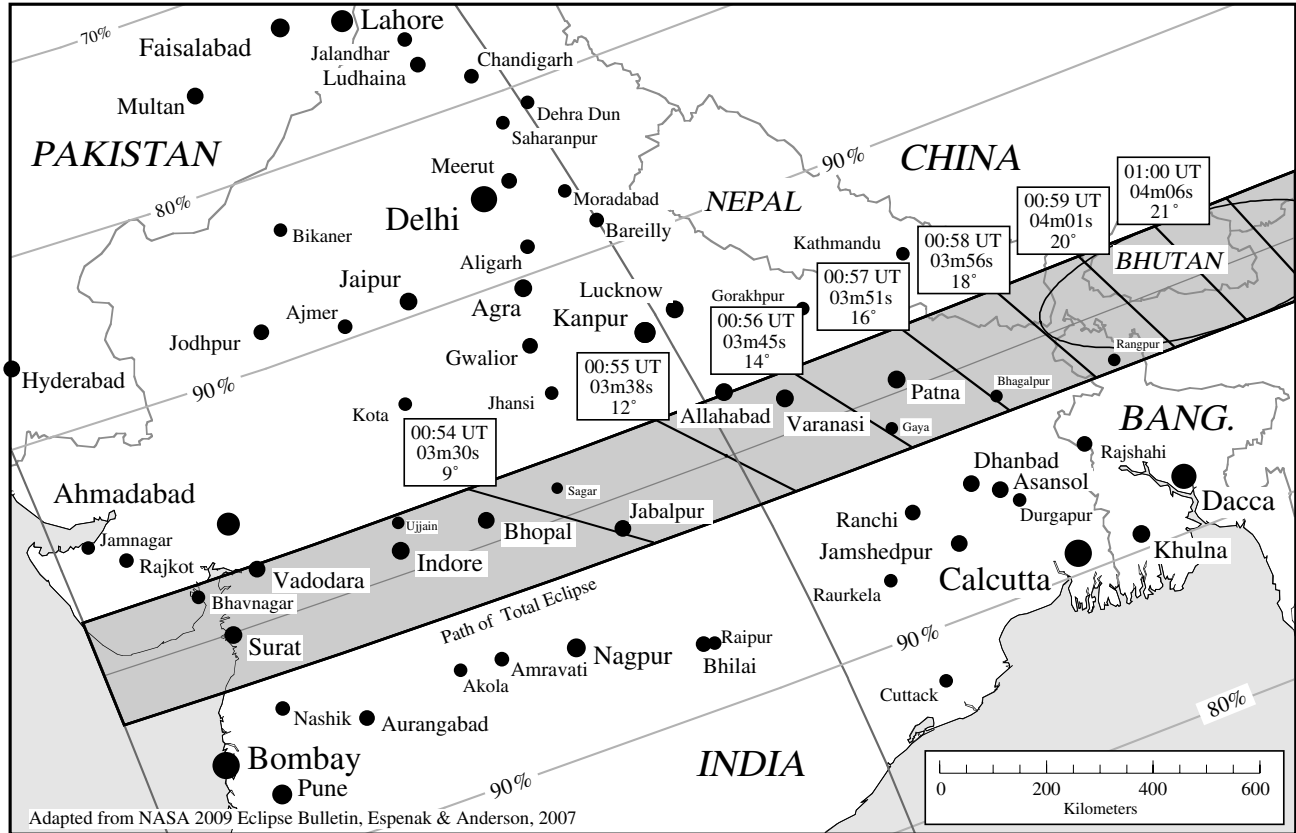 70%
Faisalabad
Lahore
Jalandhar
Ludhaina
Chandigarh
Multan
Dehra Dun
Saharanpur
PAKISTAN
90%
CHINA
Meerut
80%
Moradabad
NEPAL
01:00 UT
04m06s
21°
00:59 UT
04m01s
20°
Delhi
Bikaner
Bareilly
Kathmandu
00:58 UT
03m56s
18°
BHUTAN
Aligarh
00:57 UT
03m51s
16°
Jaipur
Agra
Lucknow
Gorakhpur
Ajmer
Kanpur
00:56 UT
03m45s
14°
Jodhpur
Gwalior
Rangpur
Hyderabad
90%
00:55 UT
03m38s
12°
Kota
Jhansi
Allahabad
Varanasi
Patna
Bhagalpur
00:54 UT
03m30s
9°
Gaya
BANG.
Rajshahi
Dhanbad
Asansol
Ahmadabad
Sagar
Durgapur
Dacca
Ujjain
Bhopal
Jabalpur
Ranchi
Jamnagar
Rajkot
Indore
Jamshedpur
Khulna
Vadodara
Calcutta
Bhavnagar
Path of Total Eclipse
Raurkela
Surat
Nagpur
Raipur
Bhilai
90%
Amravati
Akola
Cuttack
80%
Nashik
Aurangabad
Bombay
INDIA
90%
Pune
0 200 400 600
Kilometers
Adapted from NASA 2009 Eclipse Bulletin, Espenak & Anderson, 2007